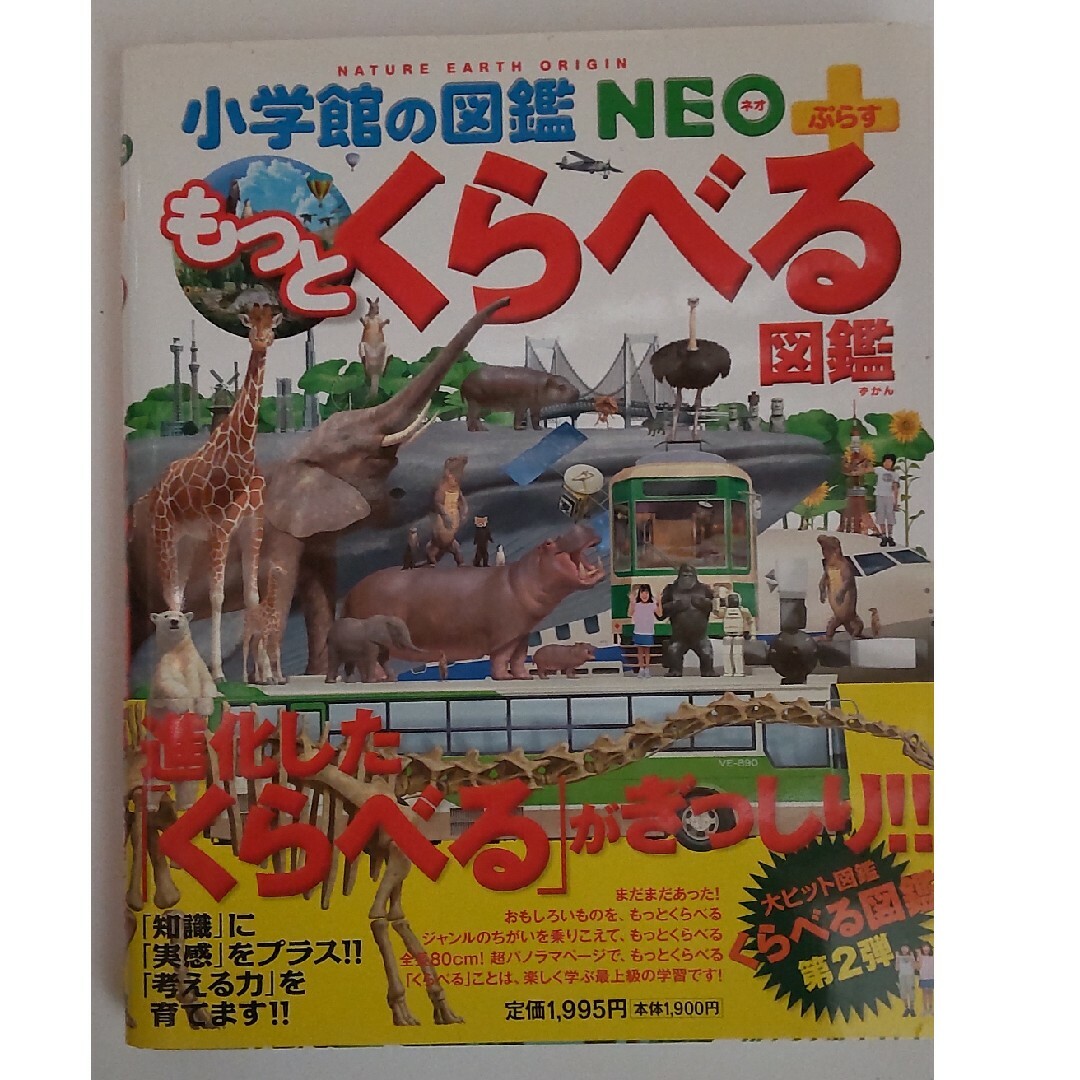 NATURE EARTH ORIGIN
小学館の図鑑 NEO
ネオ
ぷらす
もっと
くらべる
図鑑
ずかん
VE-890
進化した
「くらべる」がぎっしり!!
「知識」に
「実感」をプラス!!
「考える力」を
育てます!!
まだまだあった!
おもしろいものを、もっとくらべる
ジャンルのちがいを乗りこえて、もっとくらべる
80cm! 超パノラマページで、もっとくらべる
「くらべる」ことは、楽しく学ぶ最上級の学習です!
定価1,995円 本体1,900円
大ヒット図鑑
くらべる図鑑
第2弾